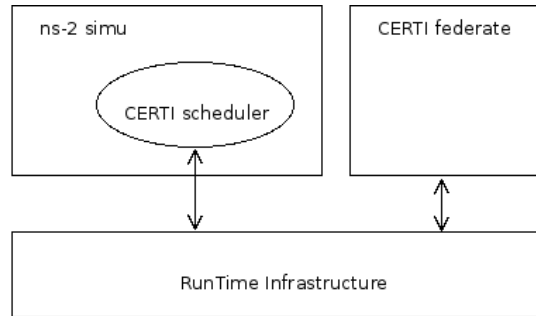 ns-2 simu
CERTI federate
CERTI scheduler
RunTime Infrastructure